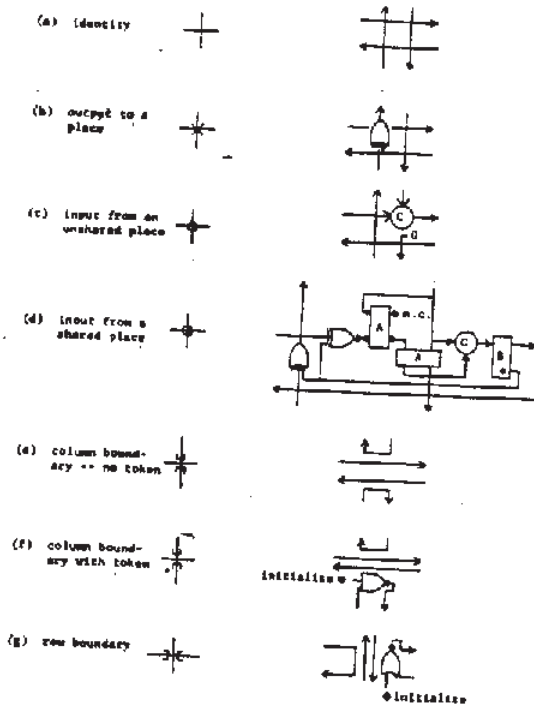 (a) identity
(b) output to a
place
(c) input from an
unshared place
C
0
(d) input from a
shared place
A
n.c.
A
C
B
(e) column bound-
ary -- no token
(f) column bound-
ary with token
initialize
(g) row boundary
initialize